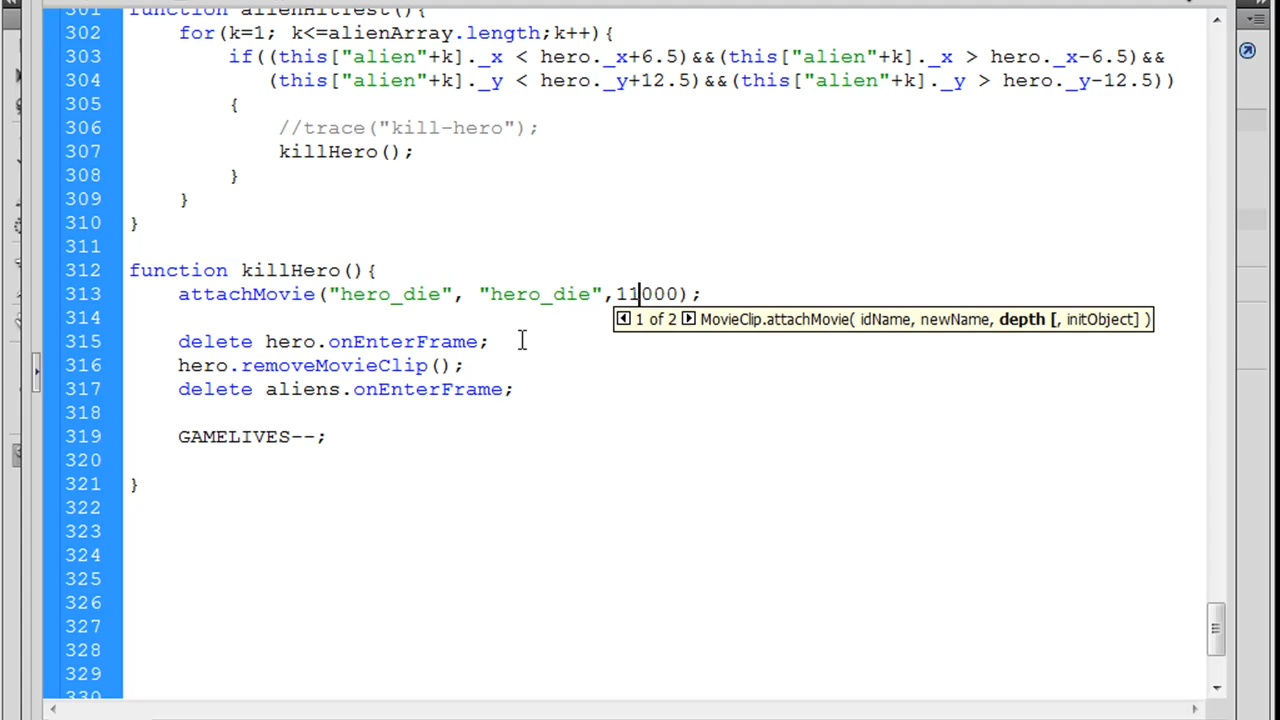 301 function alienHitTest(){
302 for(k=1; k<=alienArray.length;k++){
303 if((this["alien"+k]._x < hero._x+6.5)&&(this["alien"+k]._x > hero._x-6.5)&&
304 (this["alien"+k]._y < hero._y+12.5)&&(this["alien"+k]._y > hero._y-12.5))
305 {
306 //trace("kill-hero");
307 killHero();
308 }
309 }
310 }
311
312 function killHero(){
313 attachMovie("hero_die", "hero_die",11000);
314 1 of 2 MovieClip.attachMovie( idName, newName, depth [, initObject] )
315 delete hero.onEnterFrame;
316 hero.removeMovieClip();
317 delete aliens.onEnterFrame;
318
319 GAMELIVES--;
320
321 }
322
323
324
325
326
327
328
329
330